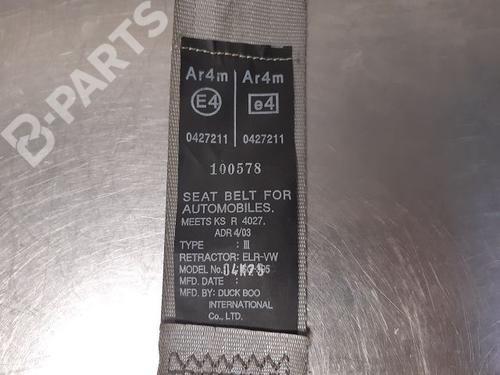 B-PARTS
Ar4m Ar4m
E4 e4
0427211 0427211
100578
SEAT BELT FOR
AUTOMOBILES.
MEETS KS R 4027.
ADR 4/03
TYPE : III
RETRACTOR: ELR-VW
MODEL No.
MFD. DATE :
MFD. BY: DUCK BOO
INTERNATIONAL
Co., LTD.